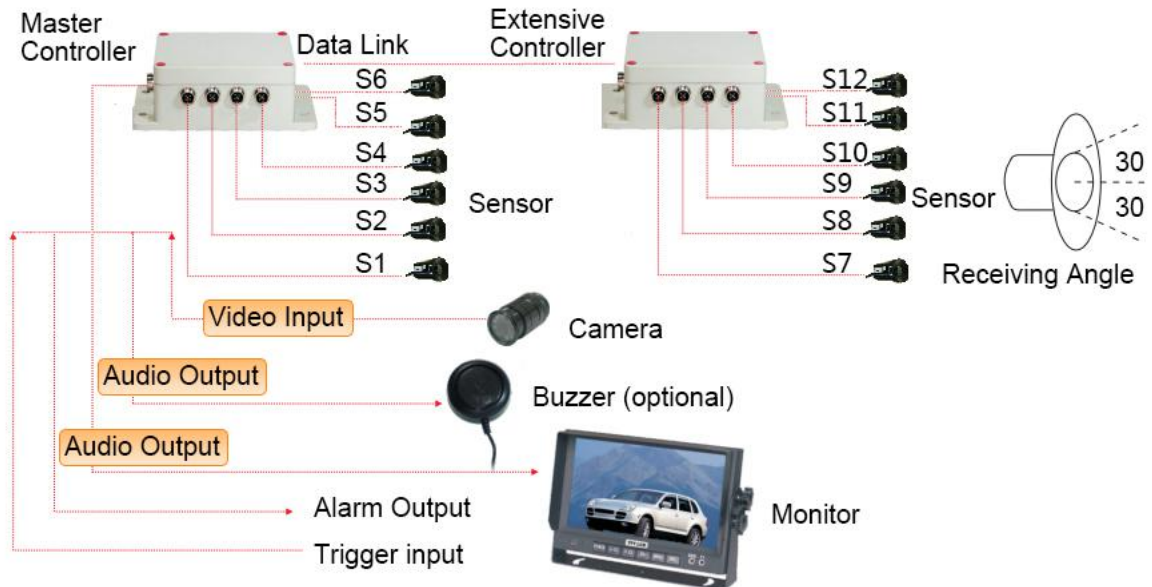 Master
Controller
Data Link
Extensive
Controller
S6
S5
S4
S3
S2
S1
Sensor
S12
S11
S10
S9
S8
S7
Sensor
30
30
Receiving Angle
Video Input
Camera
Audio Output
Buzzer (optional)
Audio Output
Alarm Output
Trigger input
Monitor